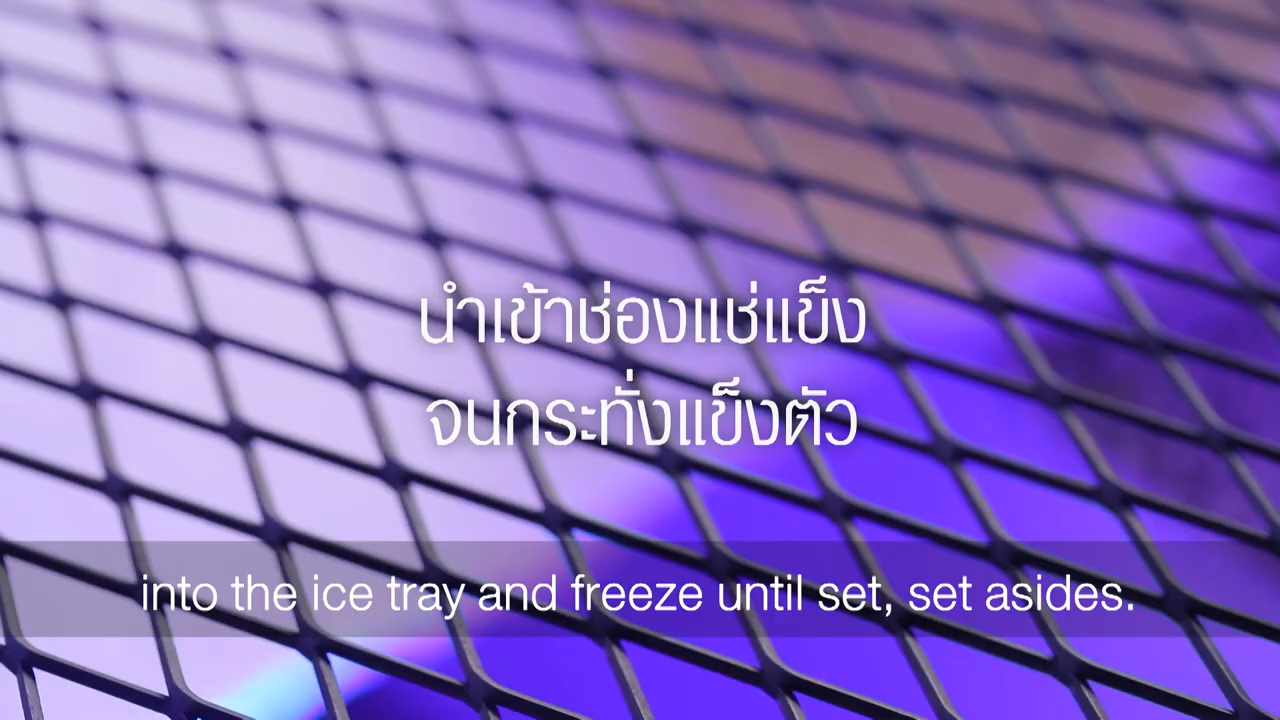 นำเข้าช่องแช่แข็ง
จนกระทั่งแข็งตัว
into the ice tray and freeze until set, set asides.